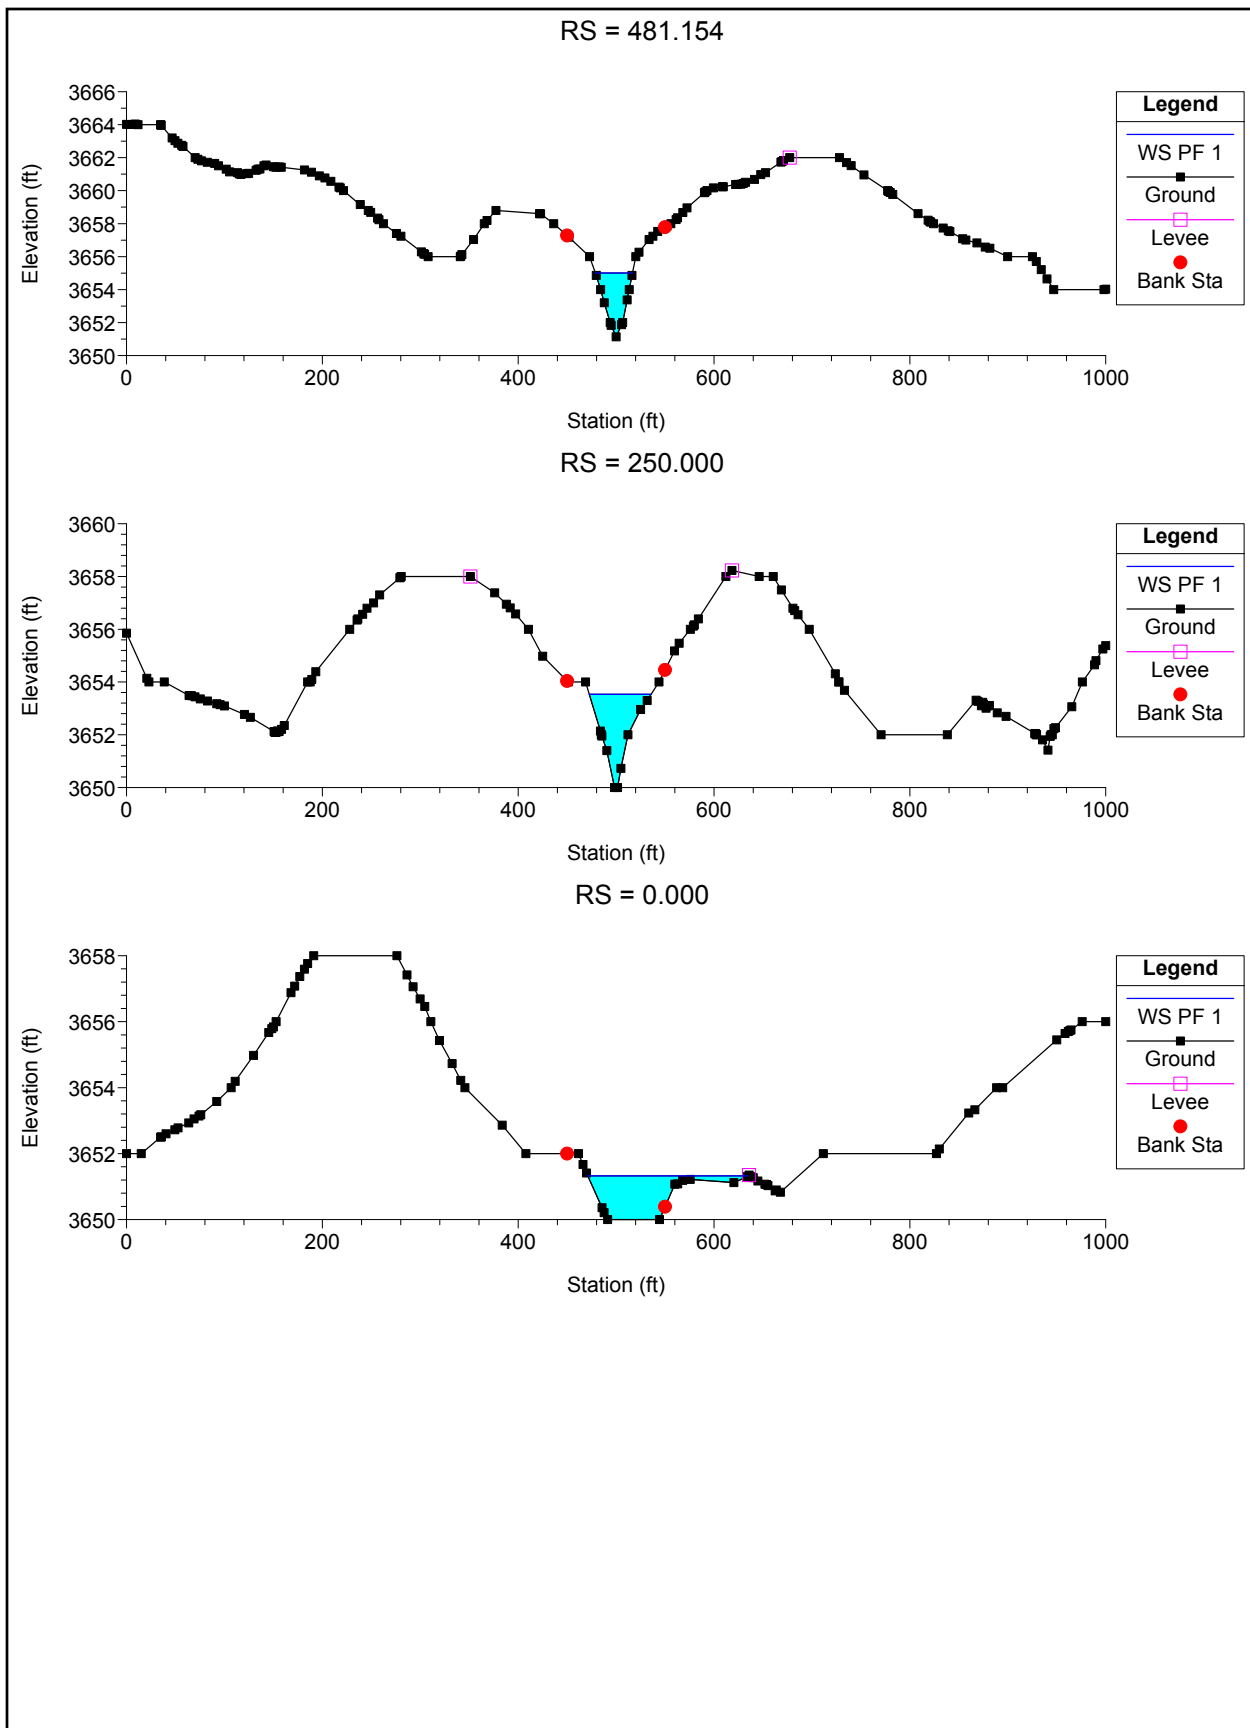 RS = 481.154
3666
3664
3662
3660
3658
3656
3654
3652
3650
Elevation (ft)
0 200 400 600 800 1000
Station (ft)
Legend
WS PF 1
Ground
Levee
Bank Sta
RS = 250.000
3660
3658
3656
3654
3652
3650
Elevation (ft)
0 200 400 600 800 1000
Station (ft)
Legend
WS PF 1
Ground
Levee
Bank Sta
RS = 0.000
3658
3656
3654
3652
3650
Elevation (ft)
0 200 400 600 800 1000
Station (ft)
Legend
WS PF 1
Ground
Levee
Bank Sta